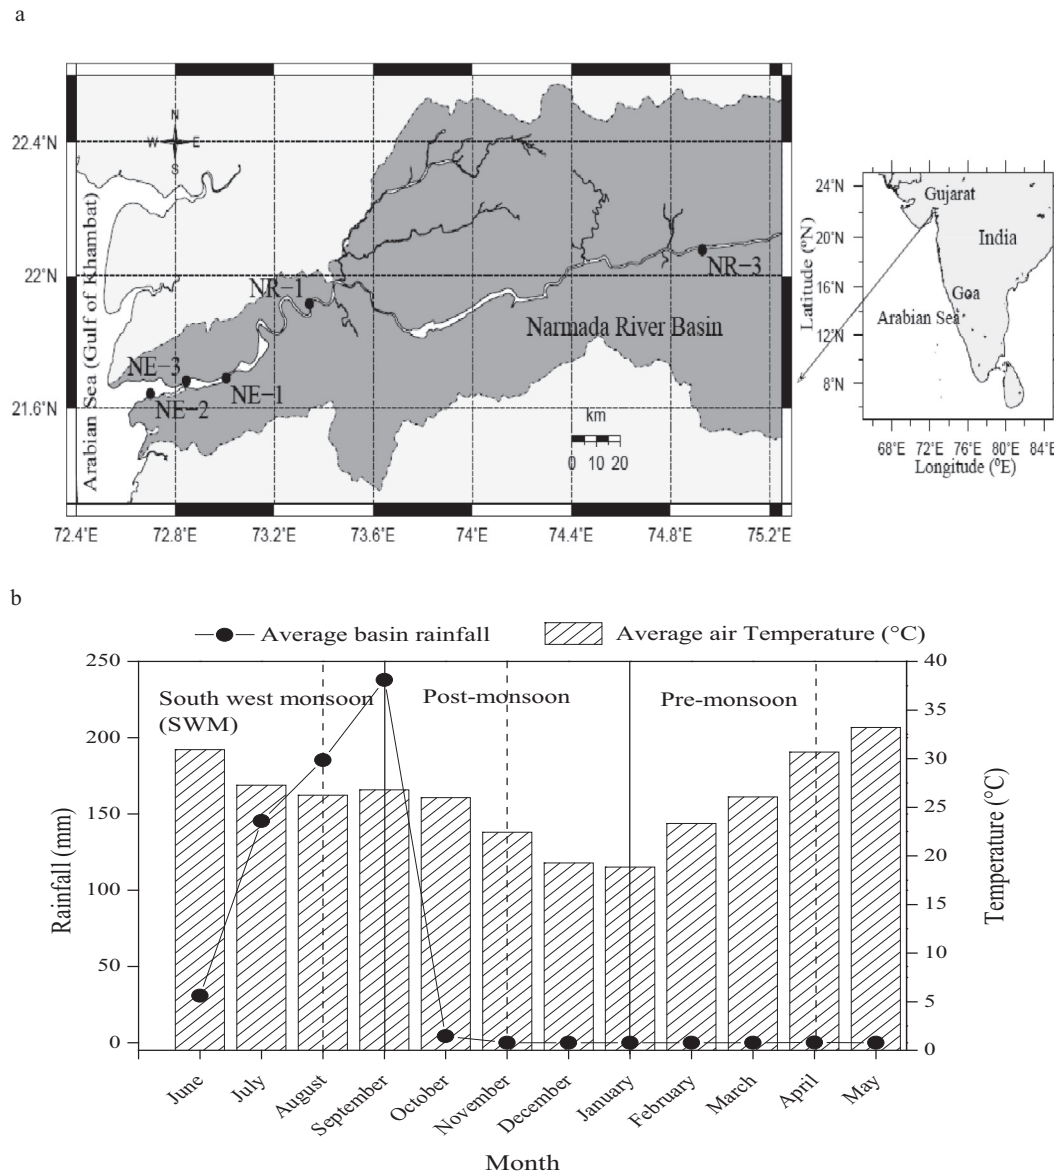 a
N
W E
S
22.4°N
22°N
21.6°N
Arabian Sea (Gulf of Khambat)
NR−1
NR−3
Narmada River Basin
NE−3
NE−2
NE−1
km
0 10 20
72.4°E 72.8°E 73.2°E 73.6°E 74°E 74.4°E 74.8°E 75.2°E
24°N
20°N
16°N
12°N
8°N
Latitude (°N)
Gujarat
India
Goa
Arabian Sea
68°E 72°E 76°E 80°E 84°E
Longitude (°E)
b
Average basin rainfall
Average air Temperature (°C)
250
200
150
100
50
0
Rainfall (mm)
South west monsoon
(SWM)
Post-monsoon
Pre-monsoon
40
35
30
25
20
15
10
5
0
Temperature (°C)
June
July
August
September
October
November
December
January
February
March
April
May
Month